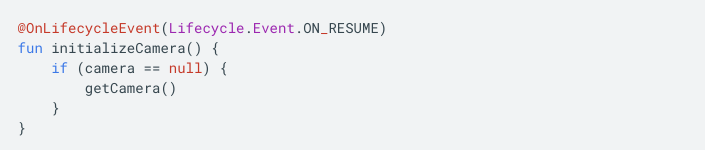 @OnLifecycleEvent(Lifecycle.Event.ON_RESUME)
fun initializeCamera() {
    if (camera == null) {
        getCamera()
    }
}